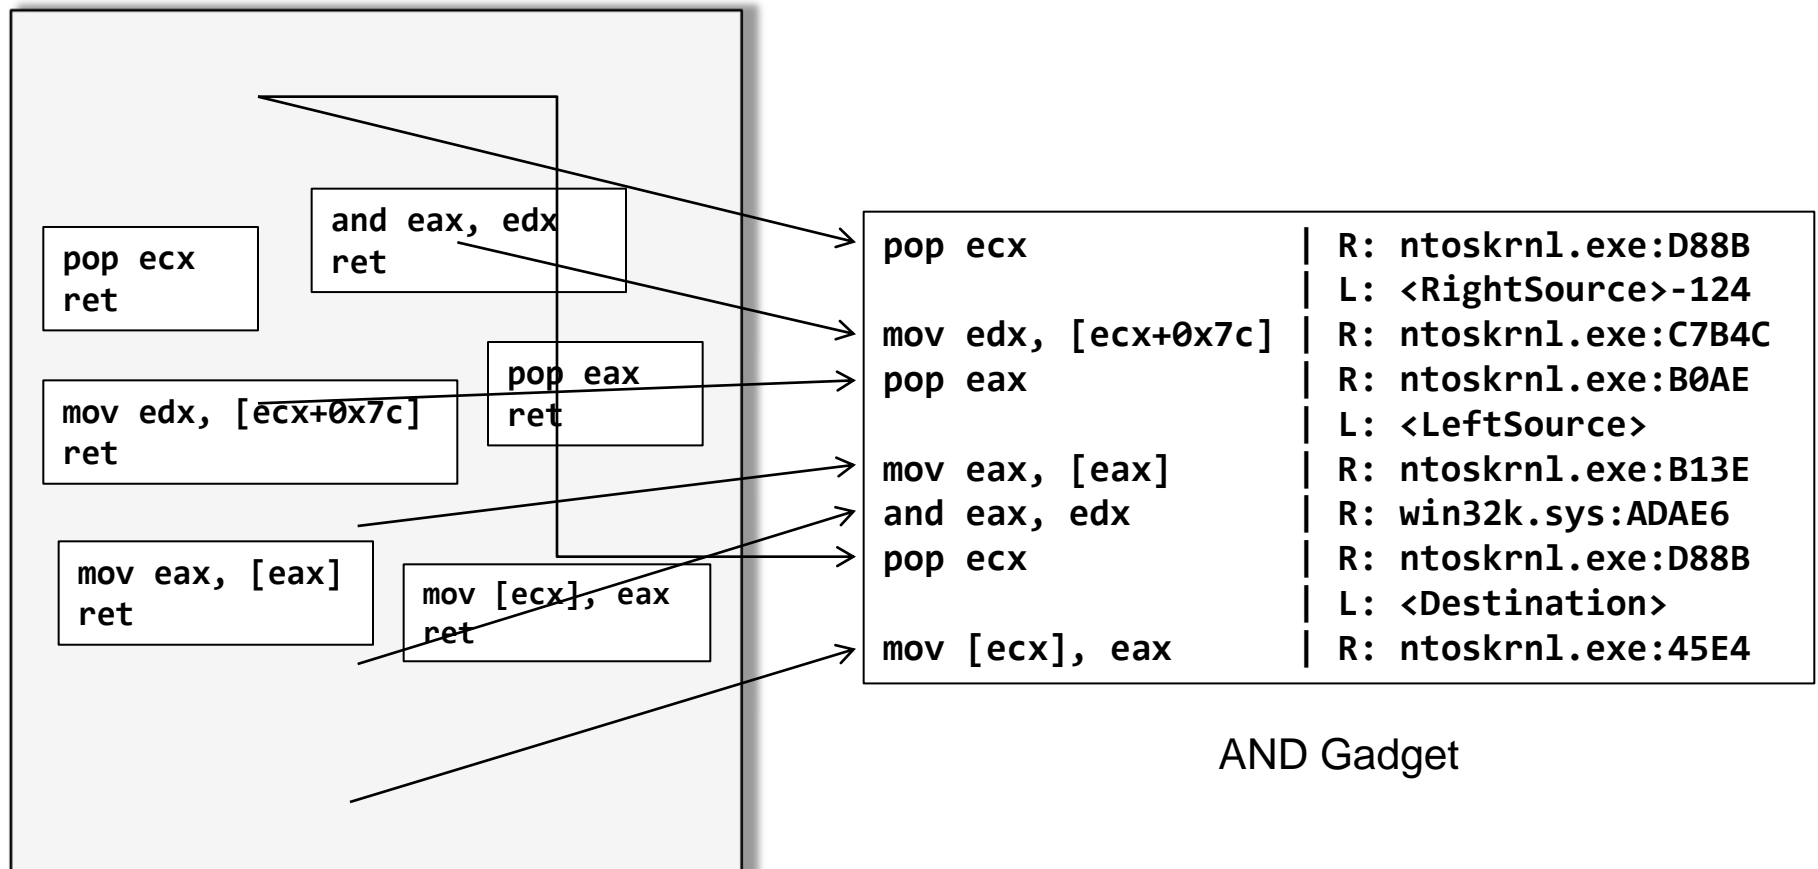 and eax, edx
ret
pop ecx
ret
pop eax
ret
mov edx, [ecx+0x7c]
ret
mov eax, [eax]
ret
mov [ecx], eax
ret
pop ecx | R: ntoskrnl.exe:D88B
| L: <RightSource>-124
mov edx, [ecx+0x7c] | R: ntoskrnl.exe:C7B4C
pop eax | R: ntoskrnl.exe:B0AE
| L: <LeftSource>
mov eax, [eax] | R: ntoskrnl.exe:B13E
and eax, edx | R: win32k.sys:ADAE6
pop ecx | R: ntoskrnl.exe:D88B
| L: <Destination>
mov [ecx], eax | R: ntoskrnl.exe:45E4
AND Gadget